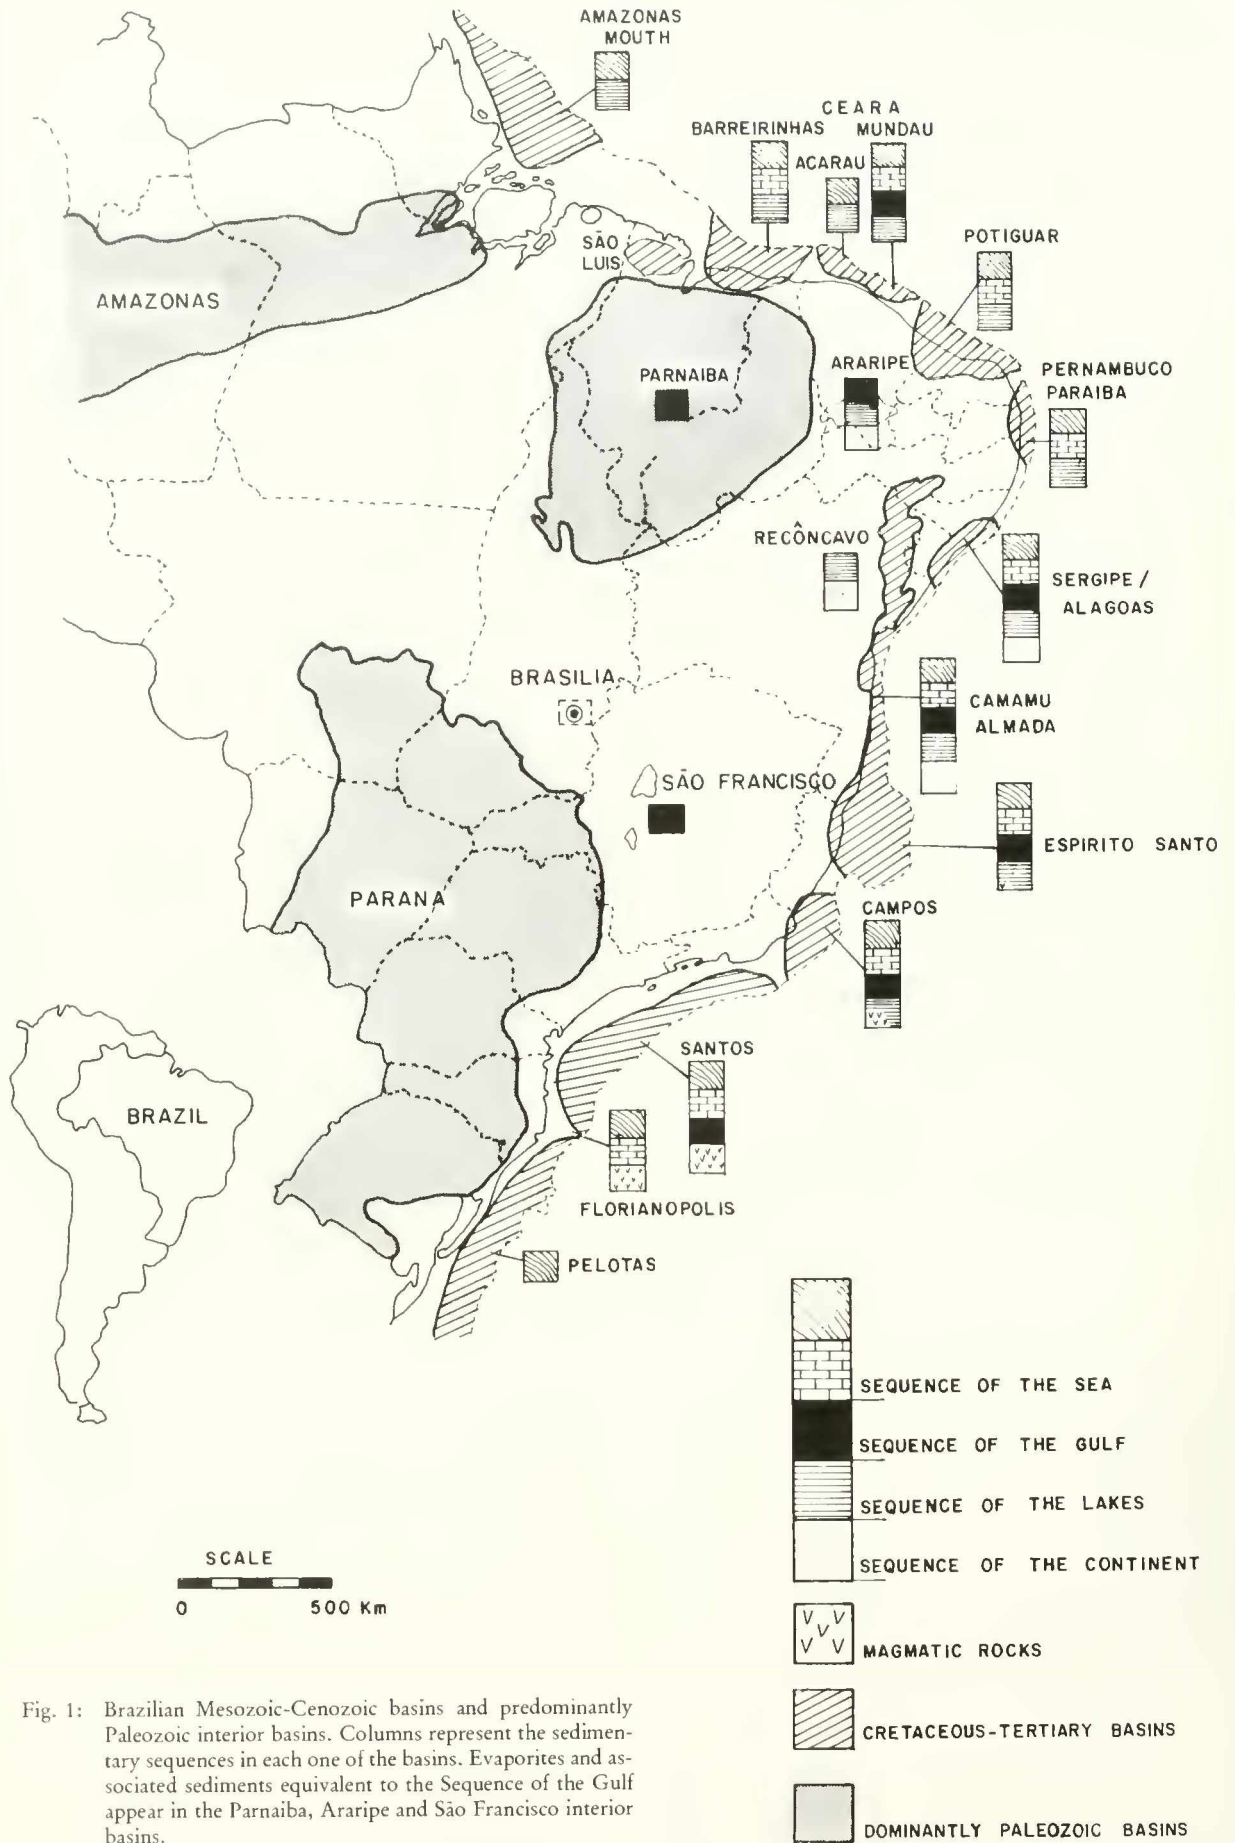 AMAZONAS
MOUTH
CEARA
BARREIRINHAS
MUNDAU
ACARAU
POTIGUAR
SÃO
LUIS
AMAZONAS
PARNAIBA
ARARIPE
PERNAMBUCO
PARAIBA
RECÔNCAVO
SERGIPE /
ALAGOAS
BRASILIA
CAMAMU
ALMADA
SÃO FRANCISCO
ESPIRITO SANTO
PARANA
CAMPOS
SANTOS
BRAZIL
FLORIANOPOLIS
PELOTAS
SEQUENCE OF THE SEA
SEQUENCE OF THE GULF
SEQUENCE OF THE LAKES
SEQUENCE OF THE CONTINENT
MAGMATIC ROCKS
CRETACEOUS-TERTIARY BASINS
DOMINANTLY PALEOZOIC BASINS
SCALE
0 500 Km
Fig. 1: Brazilian Mesozoic-Cenozoic basins and predominantly
Paleozoic interior basins. Columns represent the sedimen-
tary sequences in each one of the basins. Evaporites and as-
sociated sediments equivalent to the Sequence of the Gulf
appear in the Parnaiba, Araripe and São Francisco interior
basins.